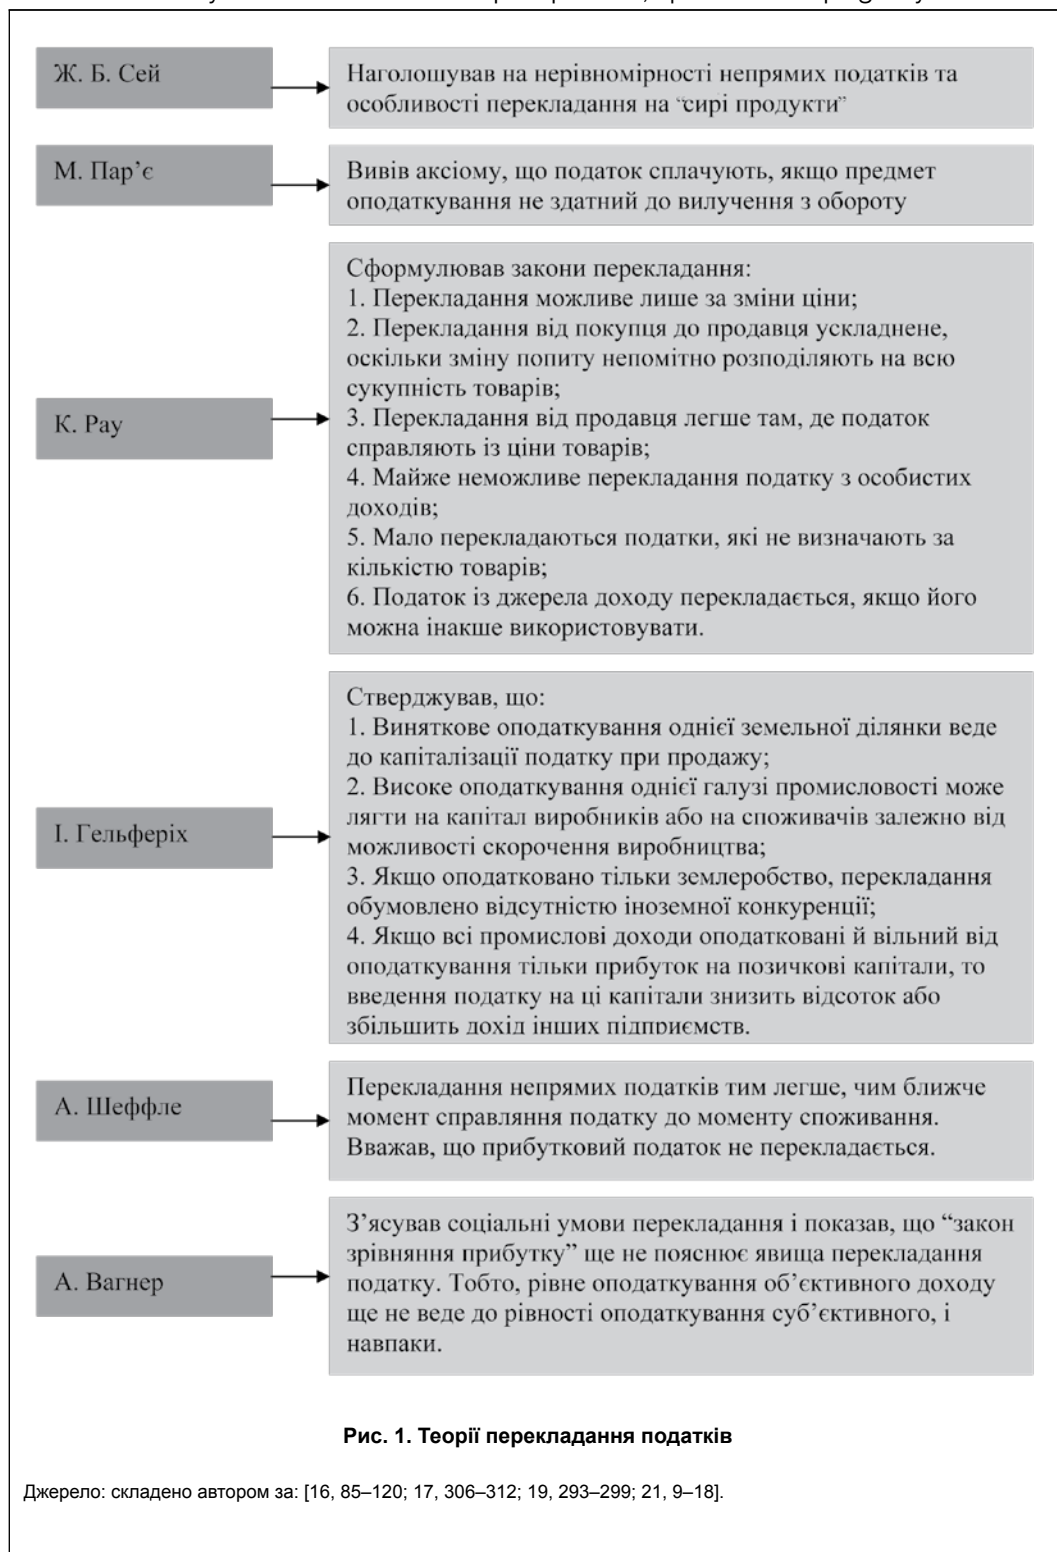 Ж. Б. Сей
Наголошував на нерівномірності непрямих податків та
особливості перекладання на “сирі продукти”
М. Пар’є
Вивів аксіому, що податок сплачують, якщо предмет
оподаткування не здатний до вилучення з обороту
К. Рау
Сформулював закони перекладання:
1. Перекладання можливе лише за зміни ціни;
2. Перекладання від покупця до продавця ускладнене,
оскільки зміну попиту непомітно розподіляють на всю
сукупність товарів;
3. Перекладання від продавця легше там, де податок
справляють із ціни товарів;
4. Майже неможливе перекладання податку з особистих
доходів;
5. Мало перекладаються податки, які не визначають за
кількістю товарів;
6. Податок із джерела доходу перекладається, якщо його
можна інакше використовувати.
І. Гельферіх
Стверджував, що:
1. Виняткове оподаткування однієї земельної ділянки веде
до капіталізації податку при продажу;
2. Високе оподаткування однієї галузі промисловості може
лягти на капітал виробників або на споживачів залежно від
можливості скорочення виробництва;
3. Якщо оподатковано тільки землеробство, перекладання
обумовлено відсутністю іноземної конкуренції;
4. Якщо всі промислові доходи оподатковані й вільний від
оподаткування тільки прибуток на позичкові капітали, то
введення податку на ці капітали знизить відсоток або
збільшить дохід інших підприємств.
А. Шеффле
Перекладання непрямих податків тим легше, чим ближче
момент справляння податку до моменту споживання.
Вважав, що прибутковий податок не перекладається.
А. Вагнер
З’ясував соціальні умови перекладання і показав, що “закон
зрівняння прибутку” ще не пояснює явища перекладання
податку. Тобто, рівне оподаткування об’єктивного доходу
ще не веде до рівності оподаткування суб’єктивного, і
навпаки.
Рис. 1. Теорії перекладання податків
Джерело: складено автором за: [16, 85–120; 17, 306–312; 19, 293–299; 21, 9–18].